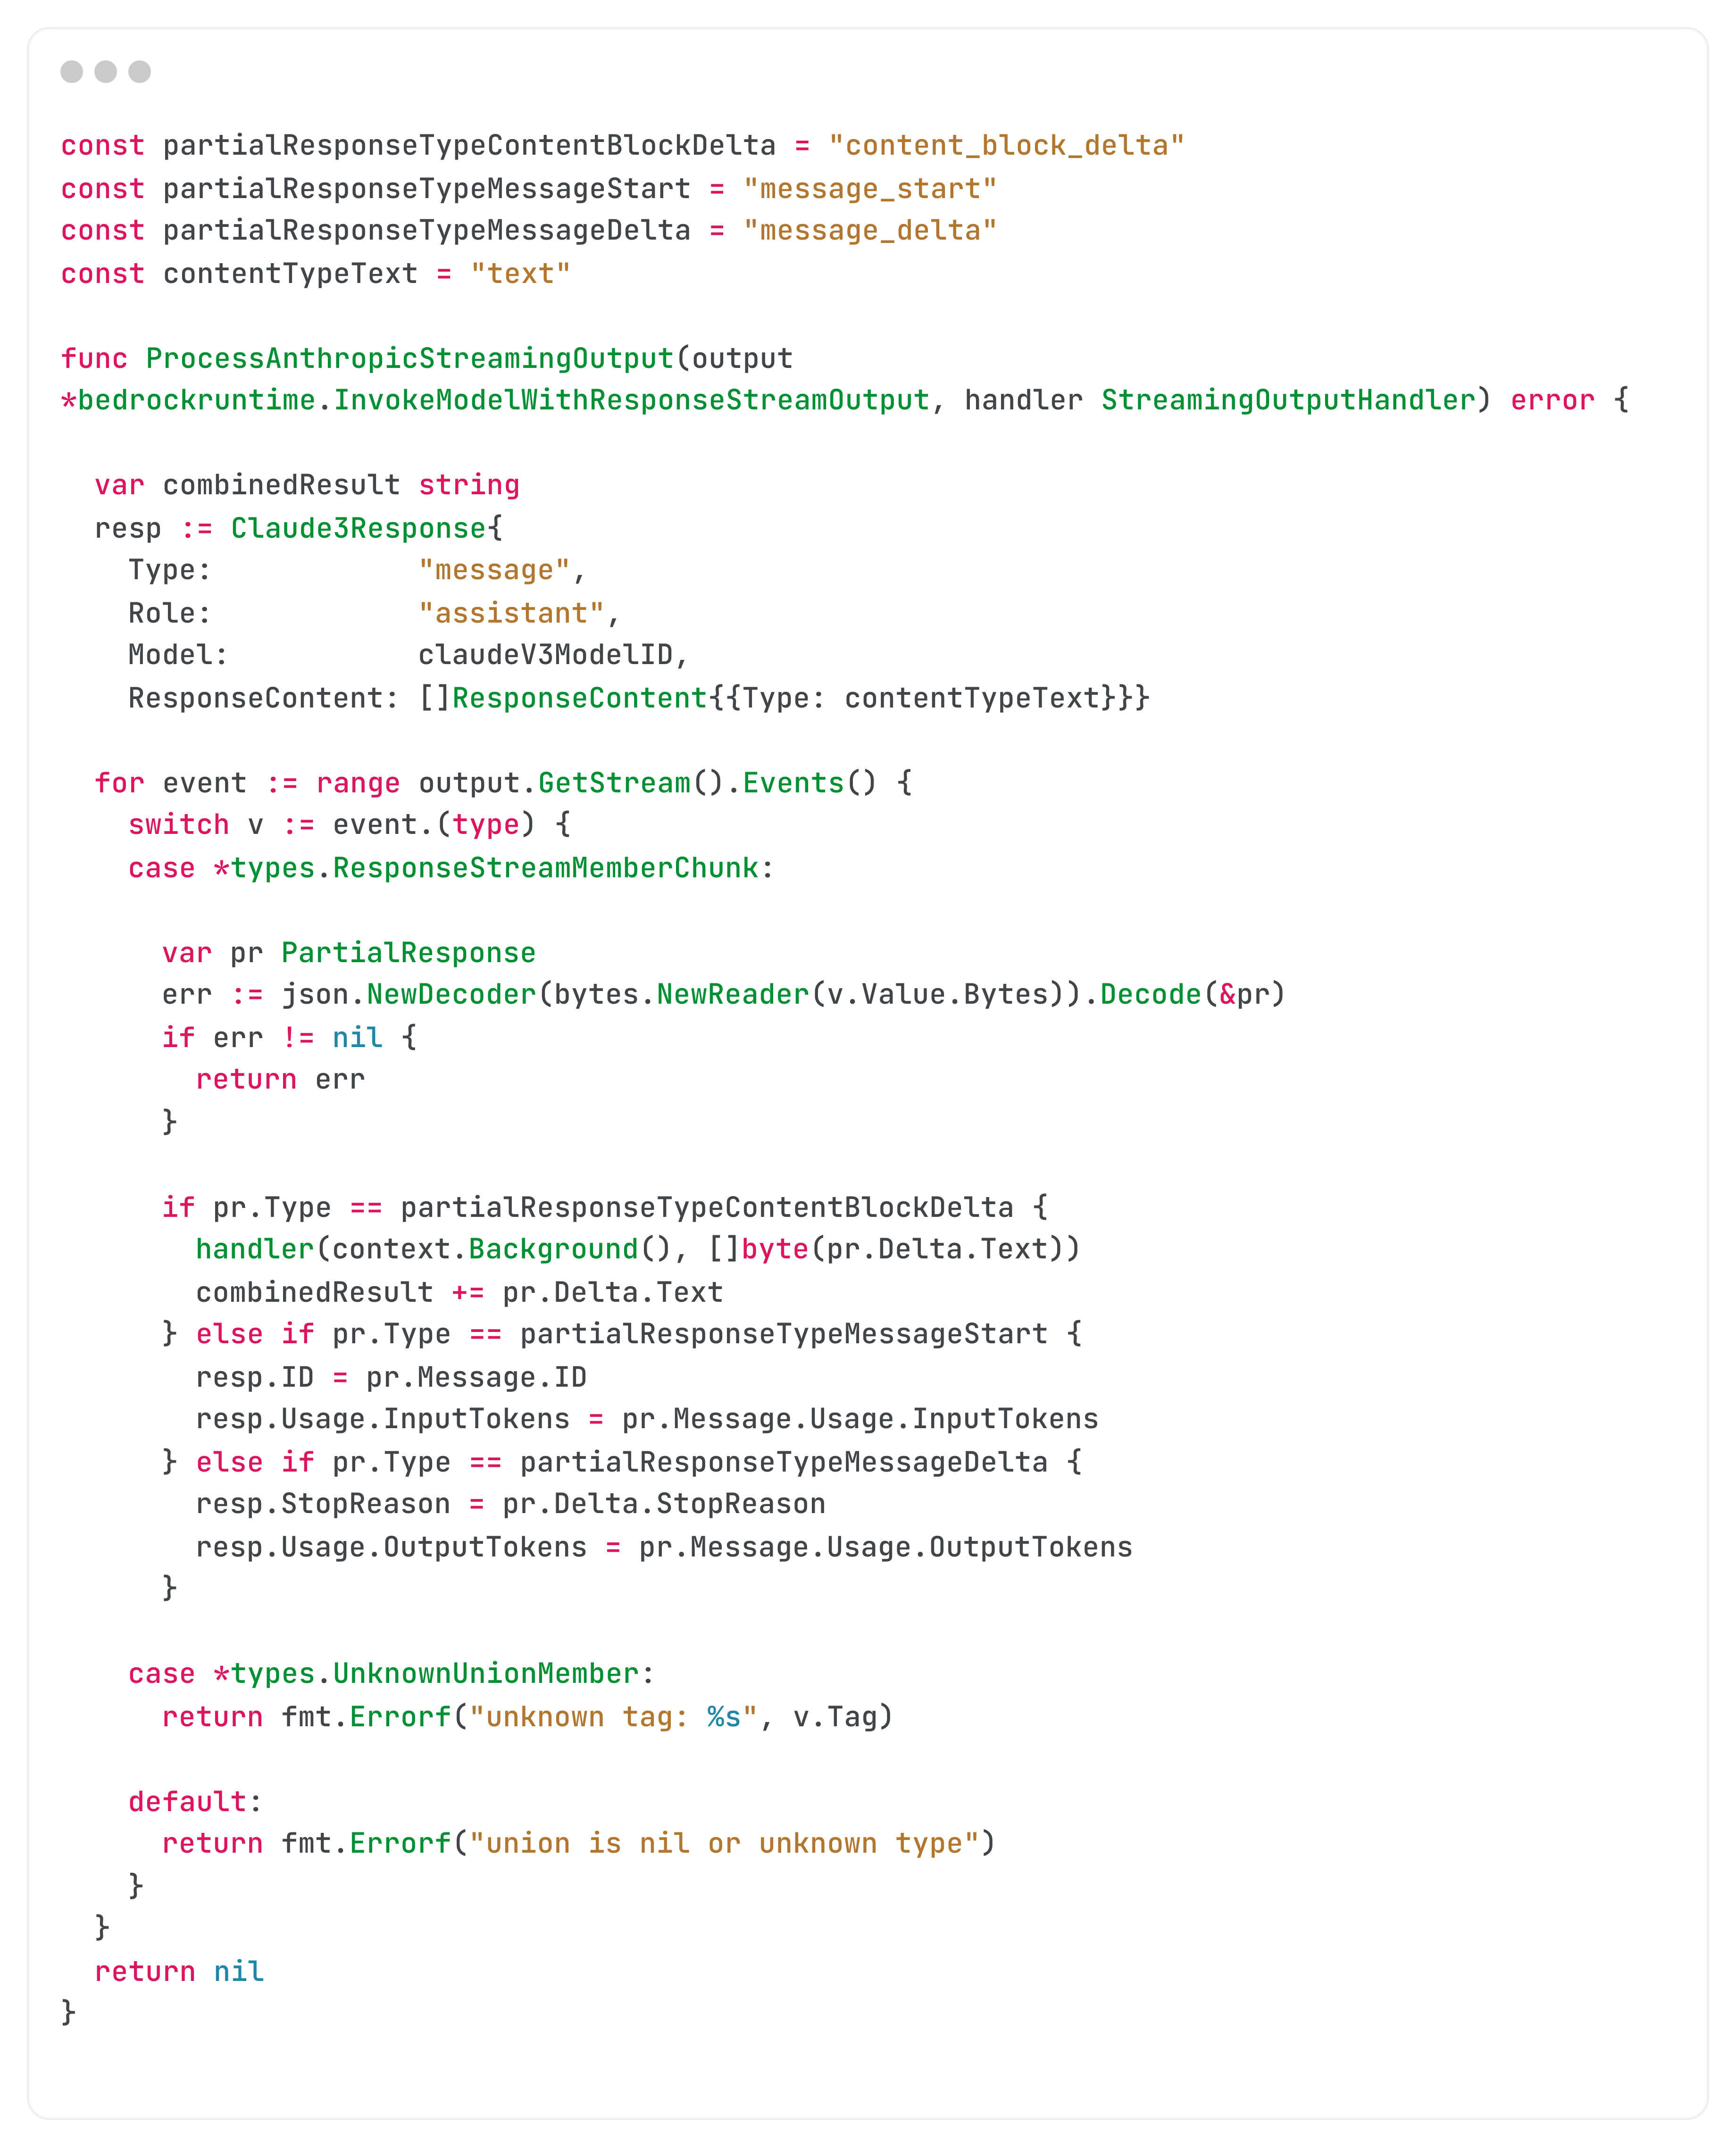 const partialResponseTypeContentBlockDelta = "content_block_delta"
const partialResponseTypeMessageStart = "message_start"
const partialResponseTypeMessageDelta = "message_delta"
const contentTypeText = "text"

func ProcessAnthropicStreamingOutput(output
*bedrockruntime.InvokeModelWithResponseStreamOutput, handler StreamingOutputHandler) error {

  var combinedResult string
  resp := Claude3Response{
    Type:            "message",
    Role:            "assistant",
    Model:           claudeV3ModelID,
    ResponseContent: []ResponseContent{{Type: contentTypeText}}}

  for event := range output.GetStream().Events() {
    switch v := event.(type) {
    case *types.ResponseStreamMemberChunk:

      var pr PartialResponse
      err := json.NewDecoder(bytes.NewReader(v.Value.Bytes)).Decode(&pr)
      if err != nil {
        return err
      }

      if pr.Type == partialResponseTypeContentBlockDelta {
        handler(context.Background(), []byte(pr.Delta.Text))
        combinedResult += pr.Delta.Text
      } else if pr.Type == partialResponseTypeMessageStart {
        resp.ID = pr.Message.ID
        resp.Usage.InputTokens = pr.Message.Usage.InputTokens
      } else if pr.Type == partialResponseTypeMessageDelta {
        resp.StopReason = pr.Delta.StopReason
        resp.Usage.OutputTokens = pr.Message.Usage.OutputTokens
      }

    case *types.UnknownUnionMember:
      return fmt.Errorf("unknown tag: %s", v.Tag)

    default:
      return fmt.Errorf("union is nil or unknown type")
    }
  }
  return nil
}